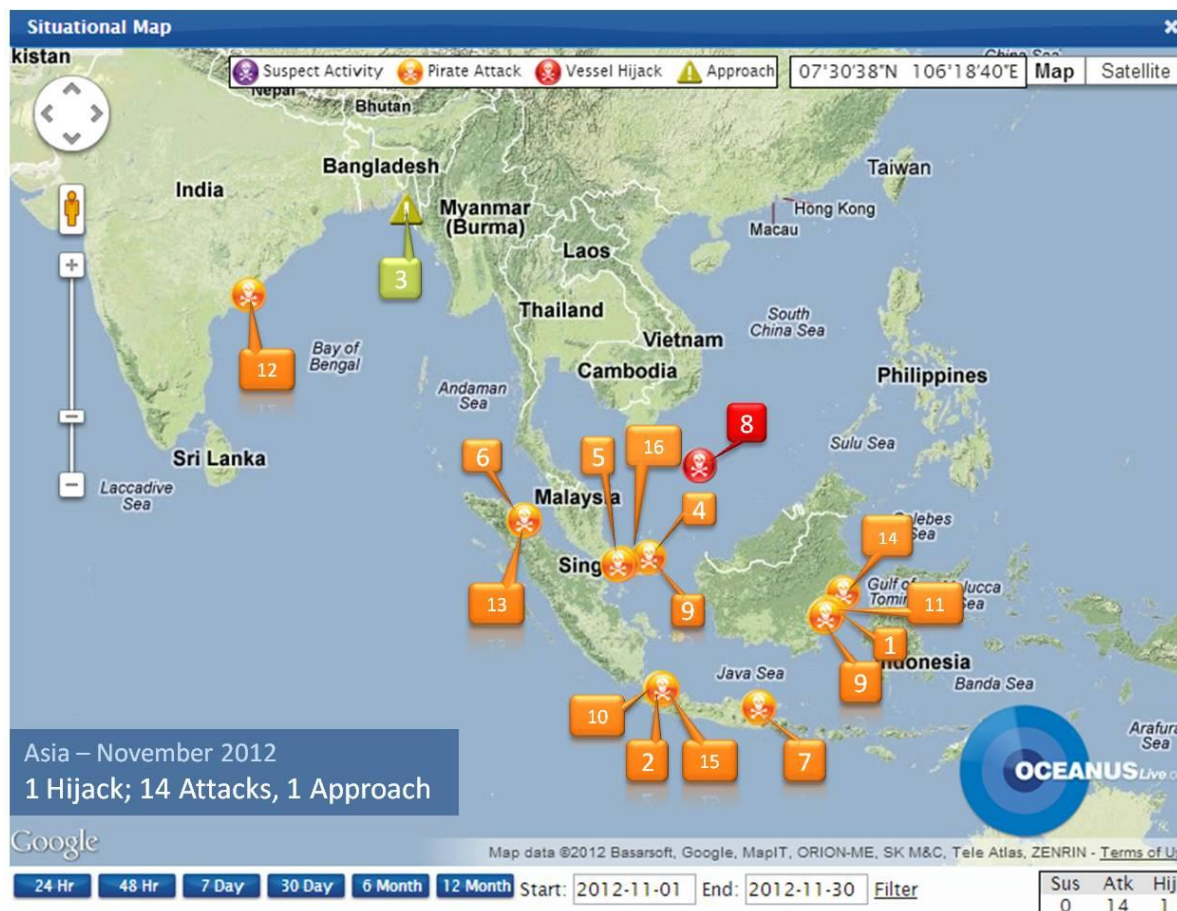 Situational Map
kistan
China Sea
Suspect Activity Pirate Attack Vessel Hijack Approach
07°30'38"N 106°18'40"E Map Satellite
Nepal
Bhutan
Bangladesh
Taiwan
India
Myanmar
(Burma)
Hong Kong
Macau
Laos
3
Thailand
South
China Sea
Vietnam
Bay of
Bengal
12
Cambodia
Philippines
Andaman
Sea
8
Sulu Sea
16
6
5
Sri Lanka
Laccadive
Sea
Malaysia
4
Celebes
Sea
14
Sing
Gulf of
Tomini
Molucca
Sea
13
9
11
1
Indonesia
Java Sea
9
Banda Sea
10
2
15
7
Arafura
Sea
Asia – November 2012
1 Hijack; 14 Attacks, 1 Approach
OCEANUSLive.o
Google
Map data ©2012 Basarsoft, Google, MapIT, ORION-ME, SK M&C, Tele Atlas, ZENRIN - Terms of Us
24 Hr 48 Hr 7 Day 30 Day 6 Month 12 Month Start: 2012-11-01 End: 2012-11-30 Filter
Sus Atk Hij
0 14 1